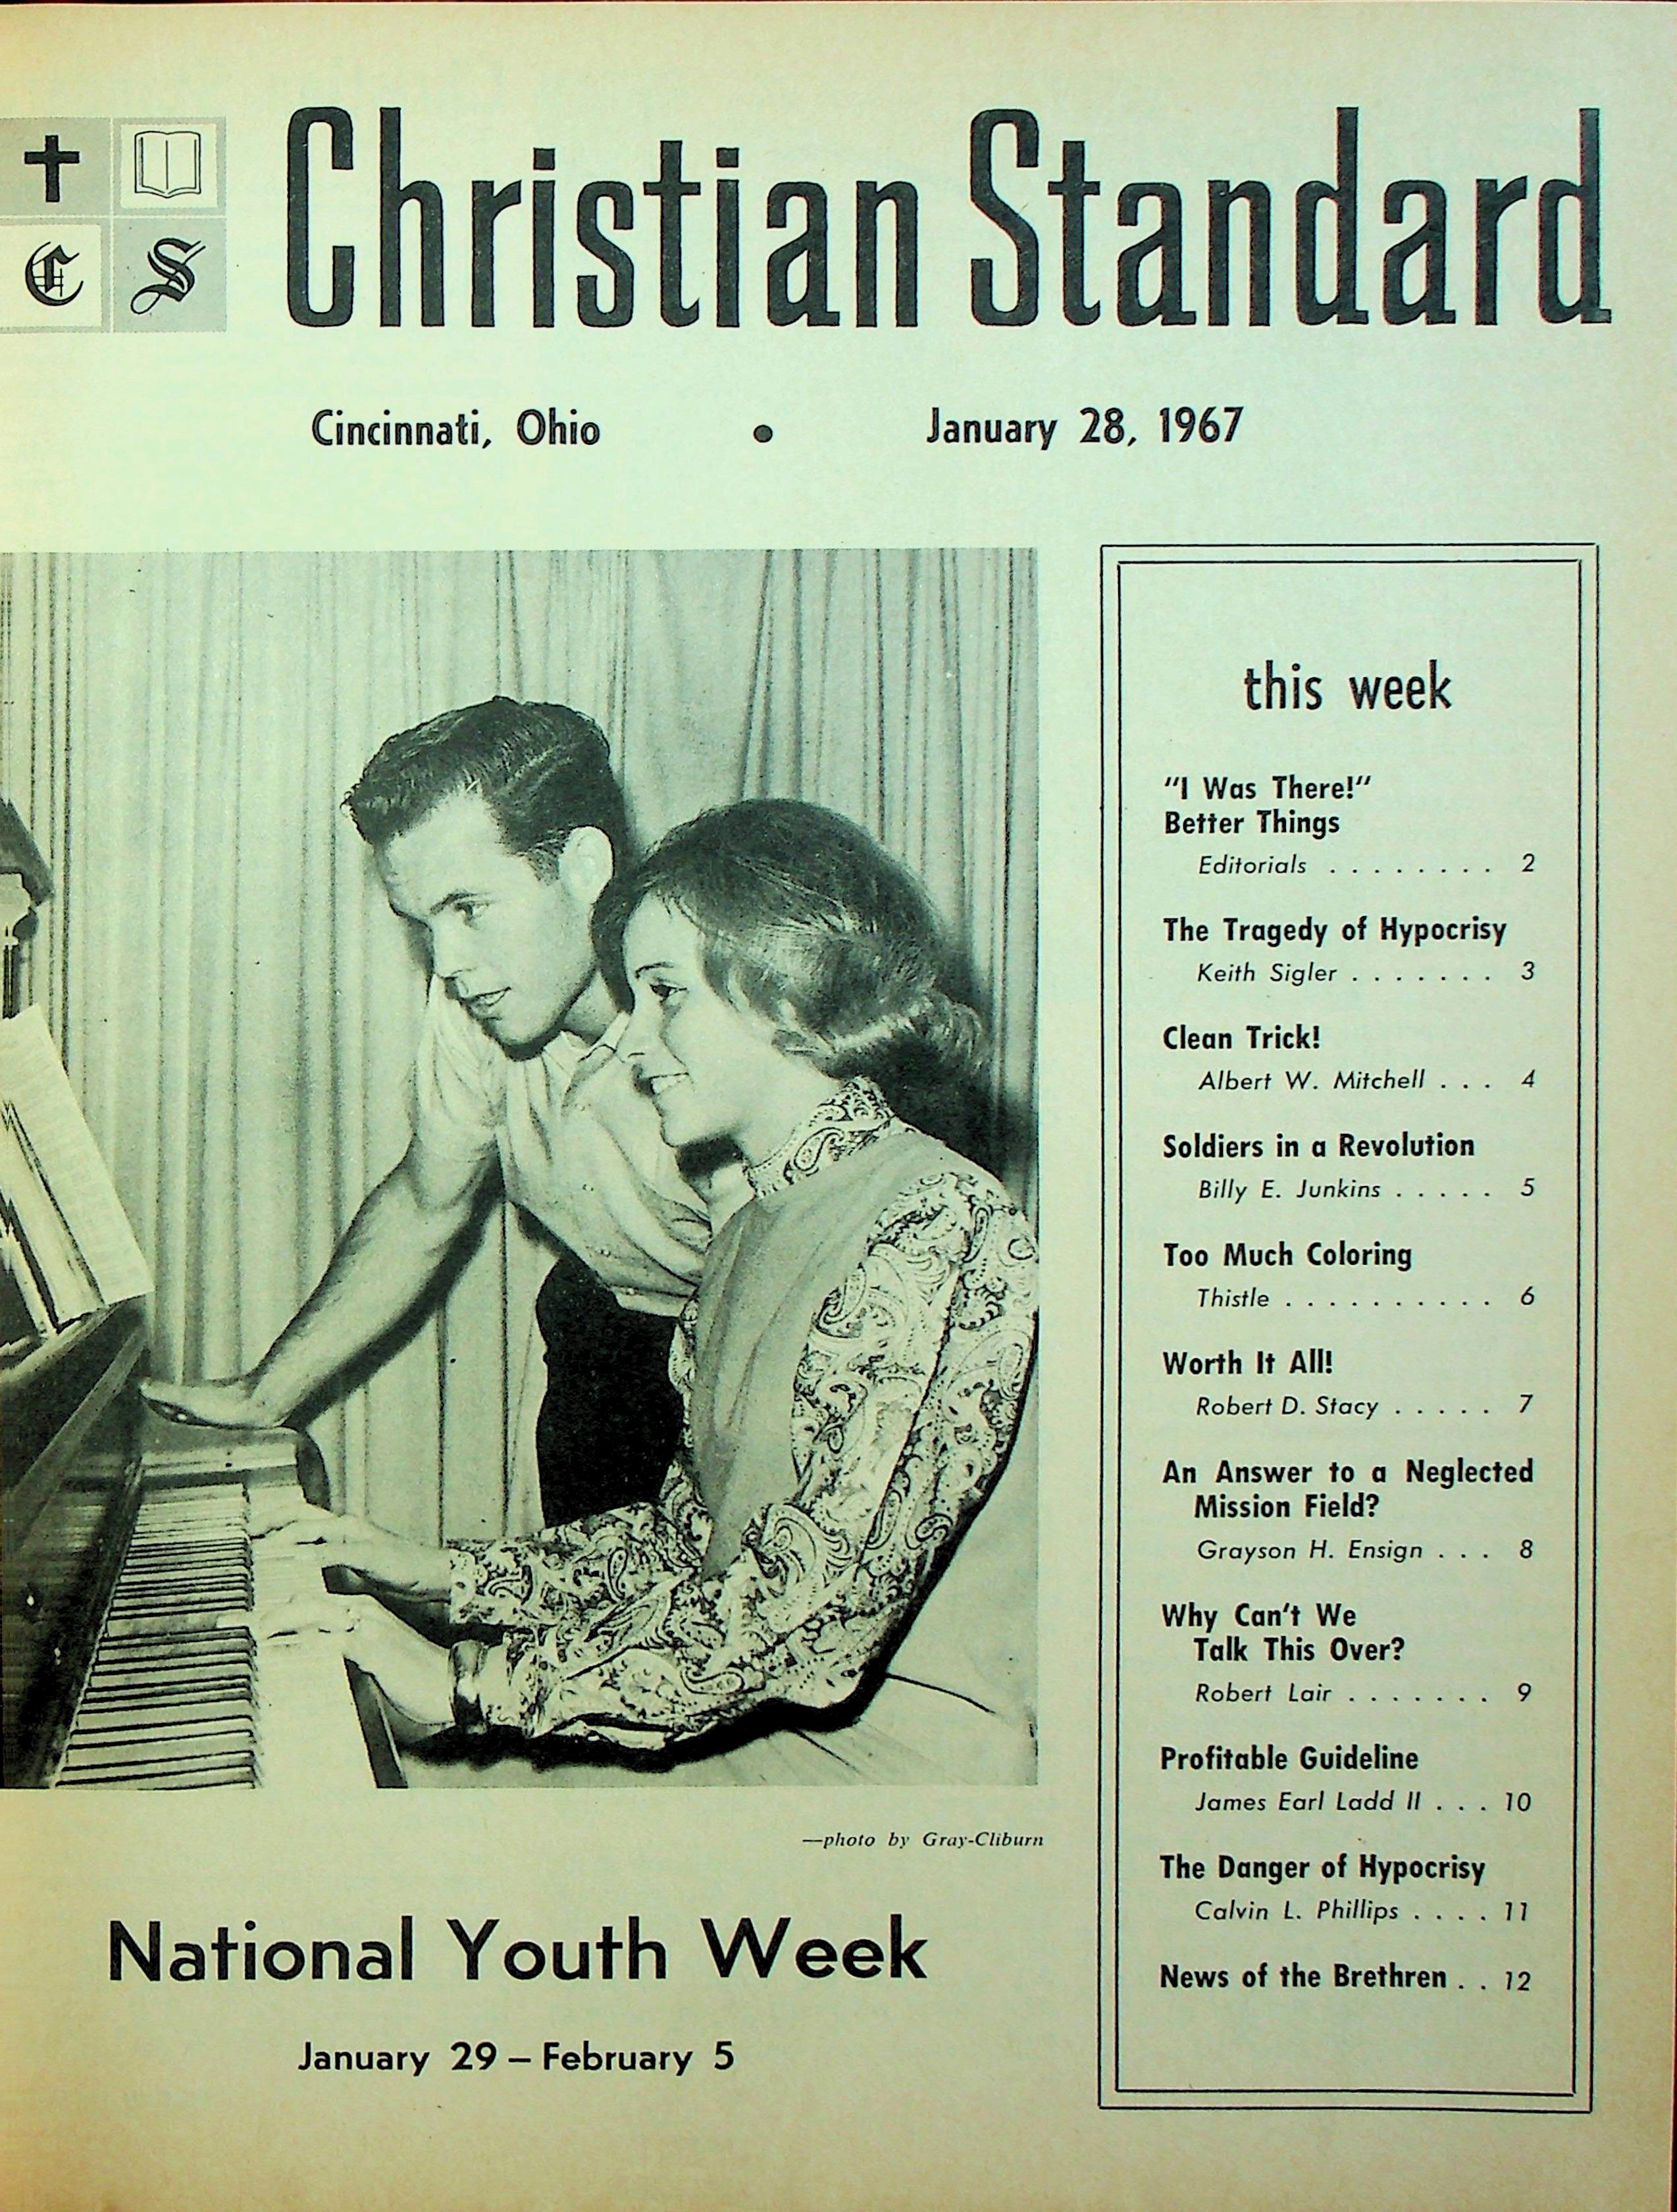 C S
Christian Standard
Cincinnati, Ohio • January 28, 1967
—photo by Gray-Cliburn
National Youth Week
January 29 – February 5
this week
"I Was There!"
Better Things
Editorials . . . . . . . . 2
The Tragedy of Hypocrisy
Keith Sigler . . . . . . . 3
Clean Trick!
Albert W. Mitchell . . . 4
Soldiers in a Revolution
Billy E. Junkins . . . . . 5
Too Much Coloring
Thistle . . . . . . . . . . 6
Worth It All!
Robert D. Stacy . . . . . 7
An Answer to a Neglected
Mission Field?
Grayson H. Ensign . . . 8
Why Can't We
Talk This Over?
Robert Lair . . . . . . . 9
Profitable Guideline
James Earl Ladd II . . . 10
The Danger of Hypocrisy
Calvin L. Phillips . . . . 11
News of the Brethren . . 12